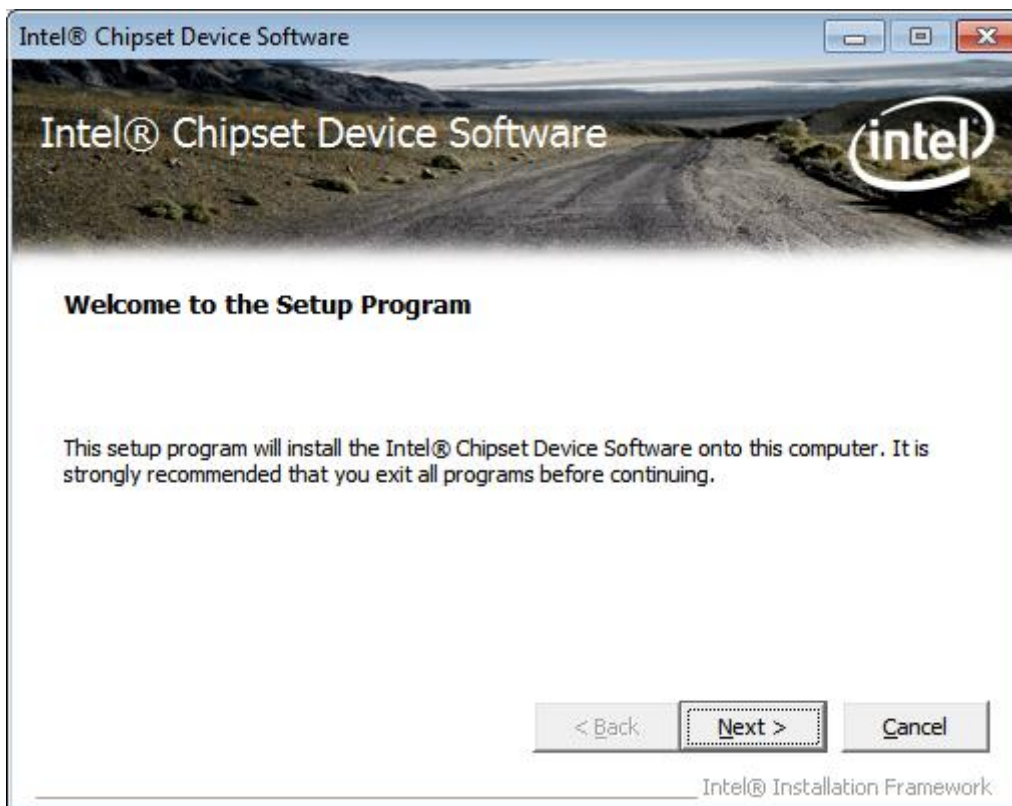 Intel® Chipset Device Software
Intel® Chipset Device Software
intel
Welcome to the Setup Program
This setup program will install the Intel® Chipset Device Software onto this computer. It is
strongly recommended that you exit all programs before continuing.
< Back Next > Cancel
Intel® Installation Framework